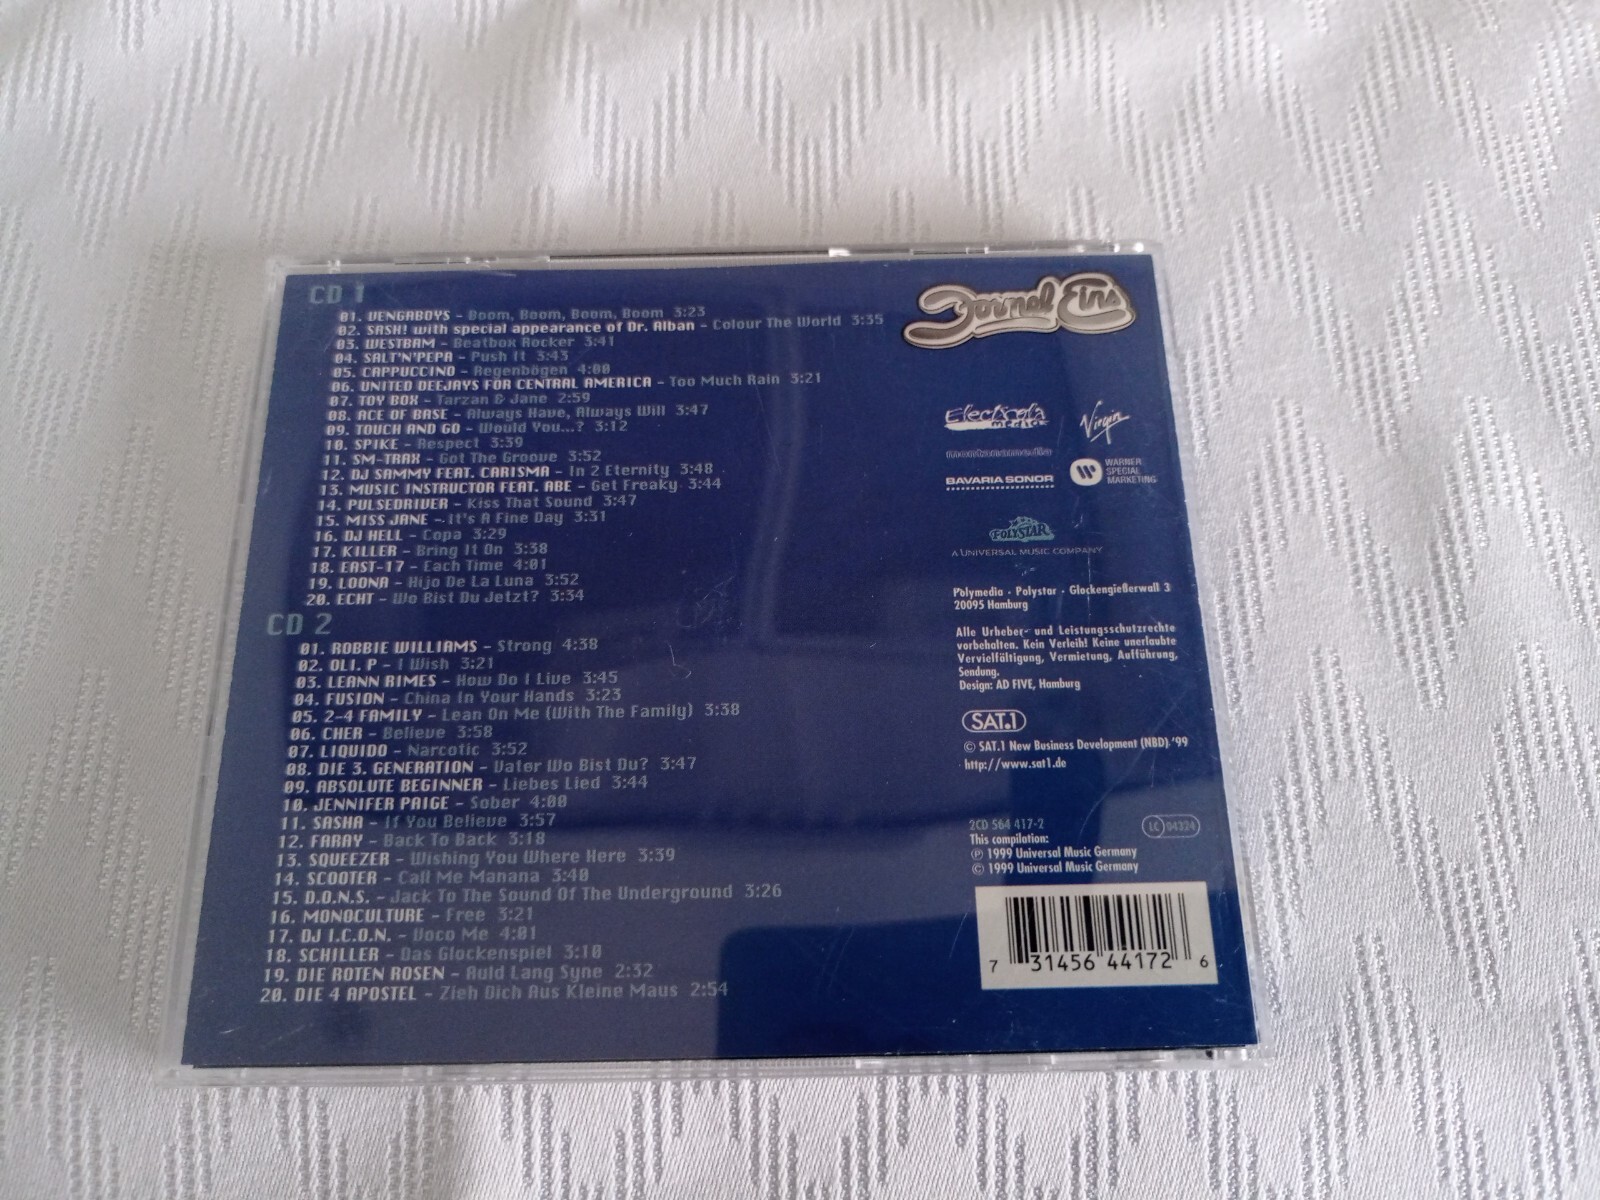 CD 1
01. VENGABOYS - Boom, Boom, Boom, Boom 3:23
02. SASH! with special appearance of Dr. Alban - Colour The World 3:35
03. WESTBAM - Beatbox Rocker 3:41
04. SALT'N'PEPA - Push It 3:43
05. CAPPUCCINO - Regenbögen 4:00
06. UNITED DEEJAYS FOR CENTRAL AMERICA - Too Much Rain 3:21
07. TOY BOX - Tarzan & Jane 2:59
08. ACE OF BASE - Always Have, Always Will 3:47
09. TOUCH AND GO - Would You...? 3:12
10. SPIKE - Respect 3:39
11. SM-TRAX - Got The Groove 3:52
12. DJ SAMMY FEAT. CARISMA - In 2 Eternity 3:48
13. MUSIC INSTRUCTOR FEAT. ABE - Get Freaky 3:44
14. PULSEDRIVER - Kiss That Sound 3:47
15. MISS JANE - It's A Fine Day 3:31
16. DJ HELL - Copa 3:29
17. KILLER - Bring It On 3:38
18. EAST-17 - Each Time 4:01
19. LOONA - Hijo De La Luna 3:52
20. ECHT - Wo Bist Du Jetzt? 3:34
CD 2
01. ROBBIE WILLIAMS - Strong 4:38
02. OLI. P - I Wish 3:21
03. LEANN RIMES - How Do I Live 3:45
04. FUSION - China In Your Hands 3:23
05. 2-4 FAMILY - Lean On Me (With The Family) 3:38
06. CHER - Believe 3:58
07. LIQUIDO - Narcotic 3:52
08. DIE 3. GENERATION - Vater Wo Bist Du? 3:47
09. ABSOLUTE BEGINNER - Liebes Lied 3:44
10. JENNIFER PAIGE - Sober 4:00
11. SASHA - If You Believe 3:57
12. FARAY - Back To Back 3:18
13. SQUEEZER - Wishing You Where Here 3:39
14. SCOOTER - Call Me Manana 3:40
15. D.O.N.S. - Jack To The Sound Of The Underground 3:26
16. MONOCULTURE - Free 3:21
17. DJ I.C.O.N. - Voco Me 4:01
18. SCHILLER - Das Glockenspiel 3:10
19. DIE ROTEN ROSEN - Auld Lang Syne 2:32
20. DIE 4 APOSTEL - Zieh Dich Aus Kleine Maus 2:54
Formel Eins
Electrola
media
Virgin
montanamedia
BAVARIA SONOR
WARNER
SPECIAL
MARKETING
POLYSTAR
A UNIVERSAL MUSIC COMPANY
Polymedia · Polystar · Glockengießerwall 3
20095 Hamburg
Alle Urheber- und Leistungsschutzrechte
vorbehalten. Kein Verleih! Keine unerlaubte
Vervielfältigung, Vermietung, Aufführung,
Sendung.
Design: AD FIVE, Hamburg
SAT.1
© SAT.1 New Business Development (NBD) '99
http://www.sat1.de
2CD 564 417-2
LC 04324
This compilation:
℗ 1999 Universal Music Germany
© 1999 Universal Music Germany
7 31456 44172 6